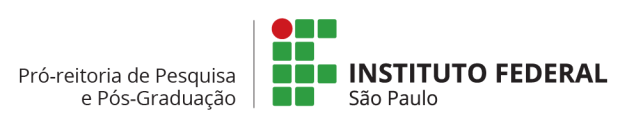 Pró-reitoria de Pesquisa
e Pós-Graduação
INSTITUTO FEDERAL
São Paulo